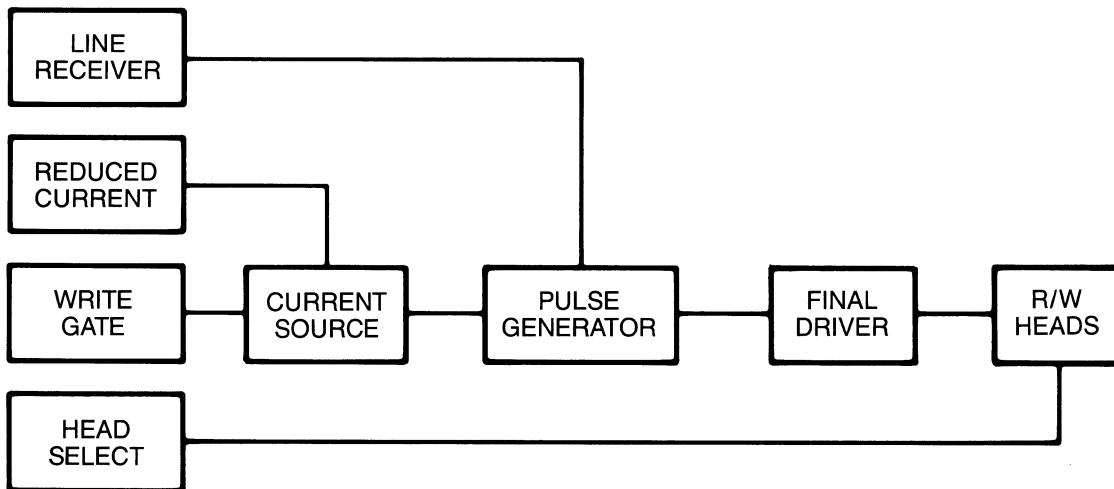 LINE
RECEIVER
REDUCED
CURRENT
WRITE
GATE
CURRENT
SOURCE
PULSE
GENERATOR
FINAL
DRIVER
R/W
HEADS
HEAD
SELECT